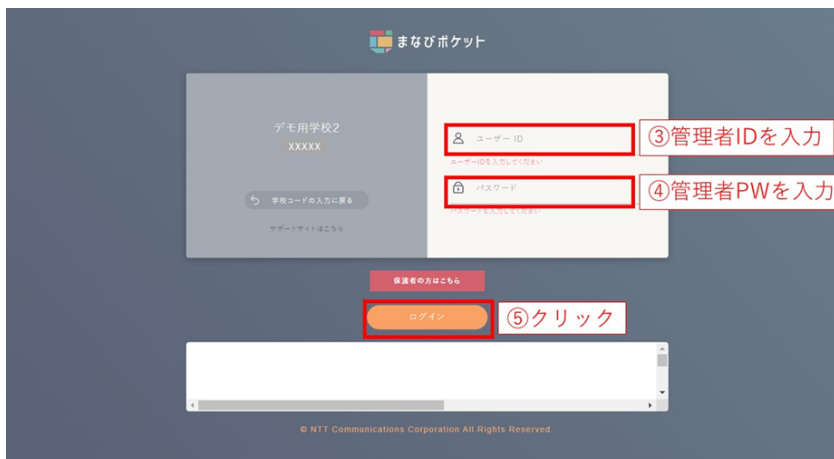 まなびポケット
デモ用学校2
XXXXX
学校コードの入力に戻る
サポートサイトはこちら
ユーザー ID
ユーザーIDを入力してください
③管理者IDを入力
パスワード
パスワードを入力してください
④管理者PWを入力
保護者の方はこちら
ログイン
⑤クリック
© NTT Communications Corporation All Rights Reserved.